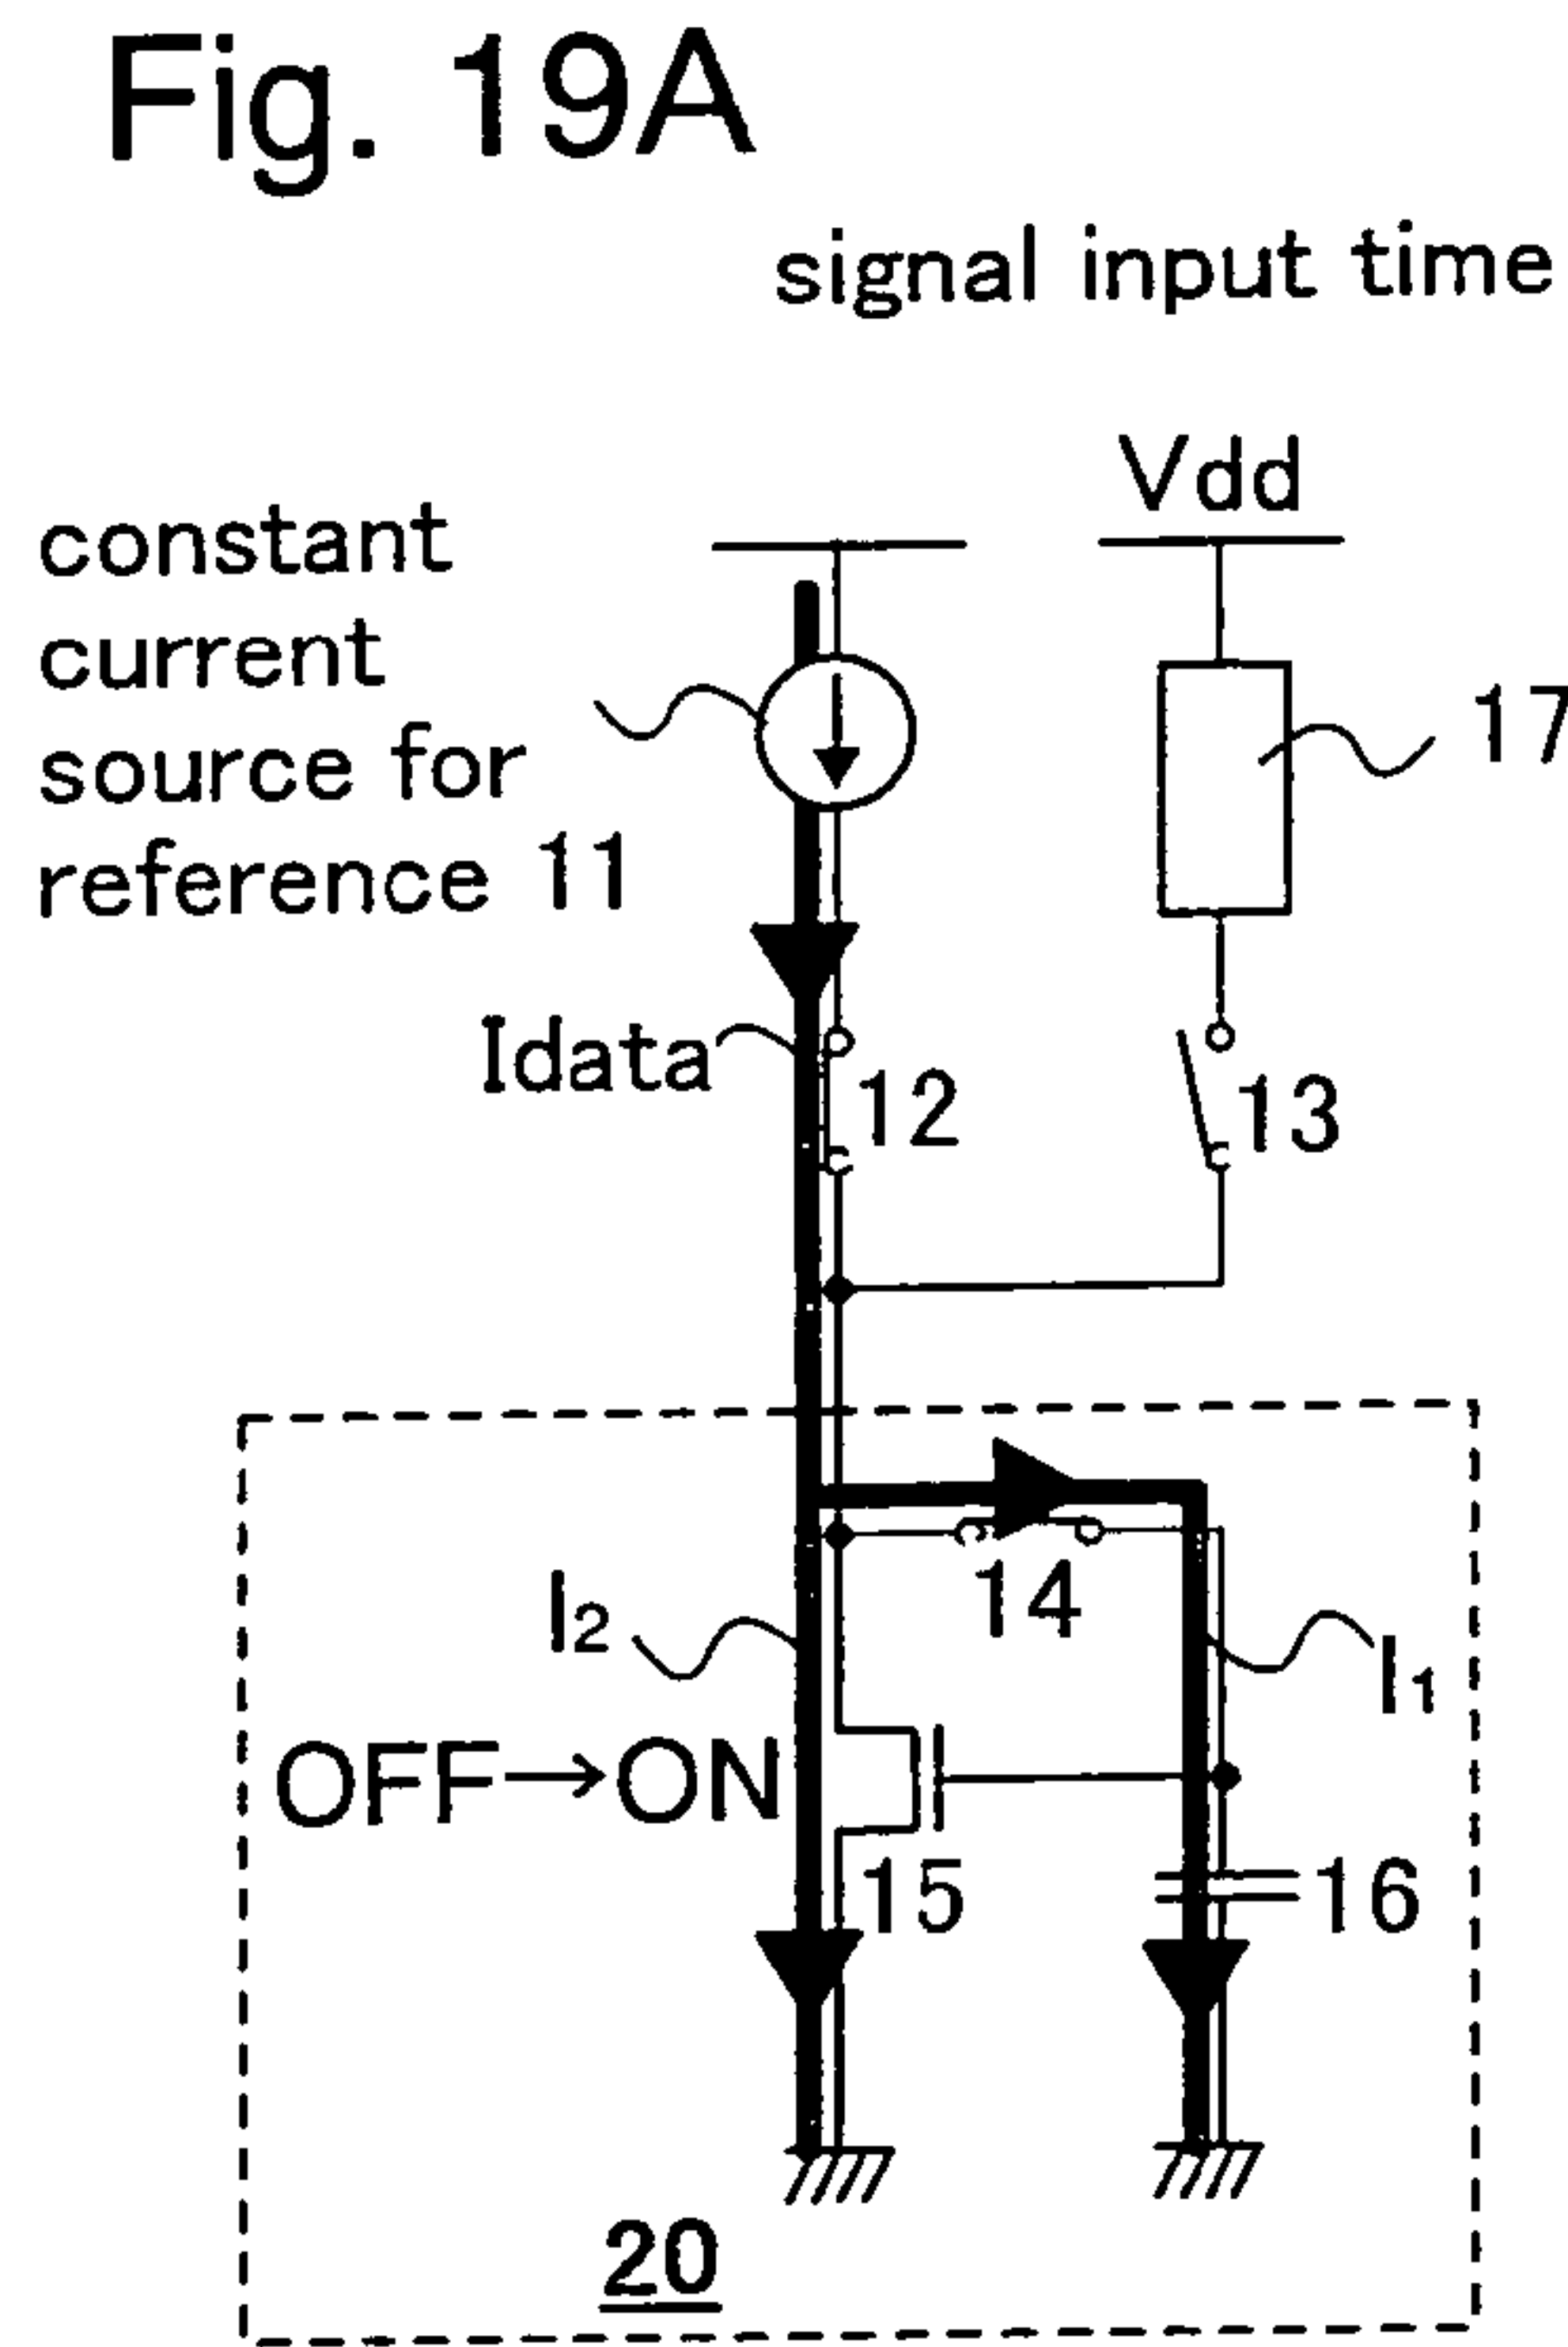 Fig. 19A
signal input time
Vdd
constant
current
source for
reference 11
17
Idata
12
13
14
I2
I1
OFF→ON
15
16
20